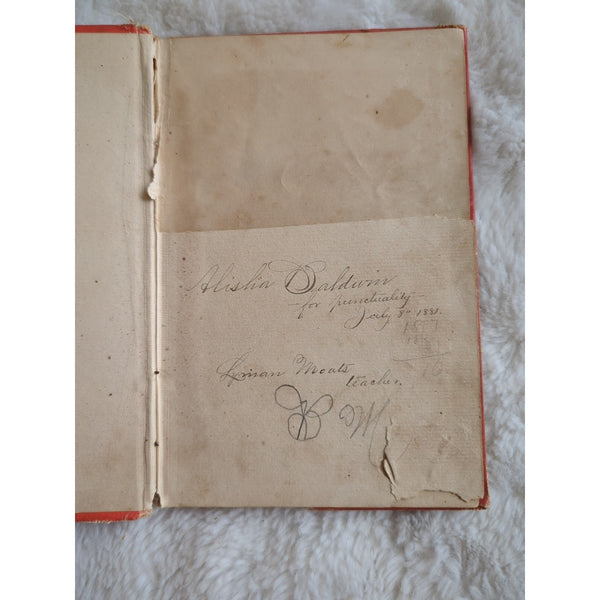 Alisha Baldwin
for punctuality
July 8th 1881.
Lyman Moats
teacher.